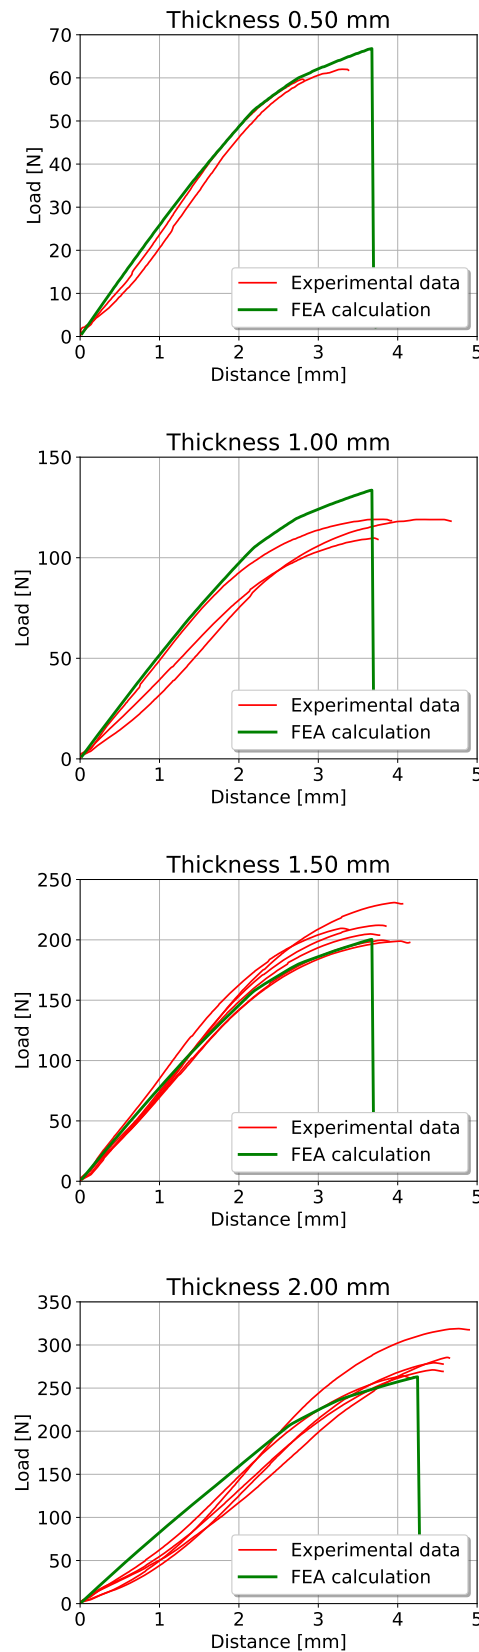 Thickness 0.50 mm
70
60
50
40
30
20
10
0
Load [N]
Experimental data
FEA calculation
0 1 2 3 4 5
Distance [mm]
Thickness 1.00 mm
150
100
50
0
Load [N]
Experimental data
FEA calculation
0 1 2 3 4 5
Distance [mm]
Thickness 1.50 mm
250
200
150
100
50
0
Load [N]
Experimental data
FEA calculation
0 1 2 3 4 5
Distance [mm]
Thickness 2.00 mm
350
300
250
200
150
100
50
0
Load [N]
Experimental data
FEA calculation
0 1 2 3 4 5
Distance [mm]